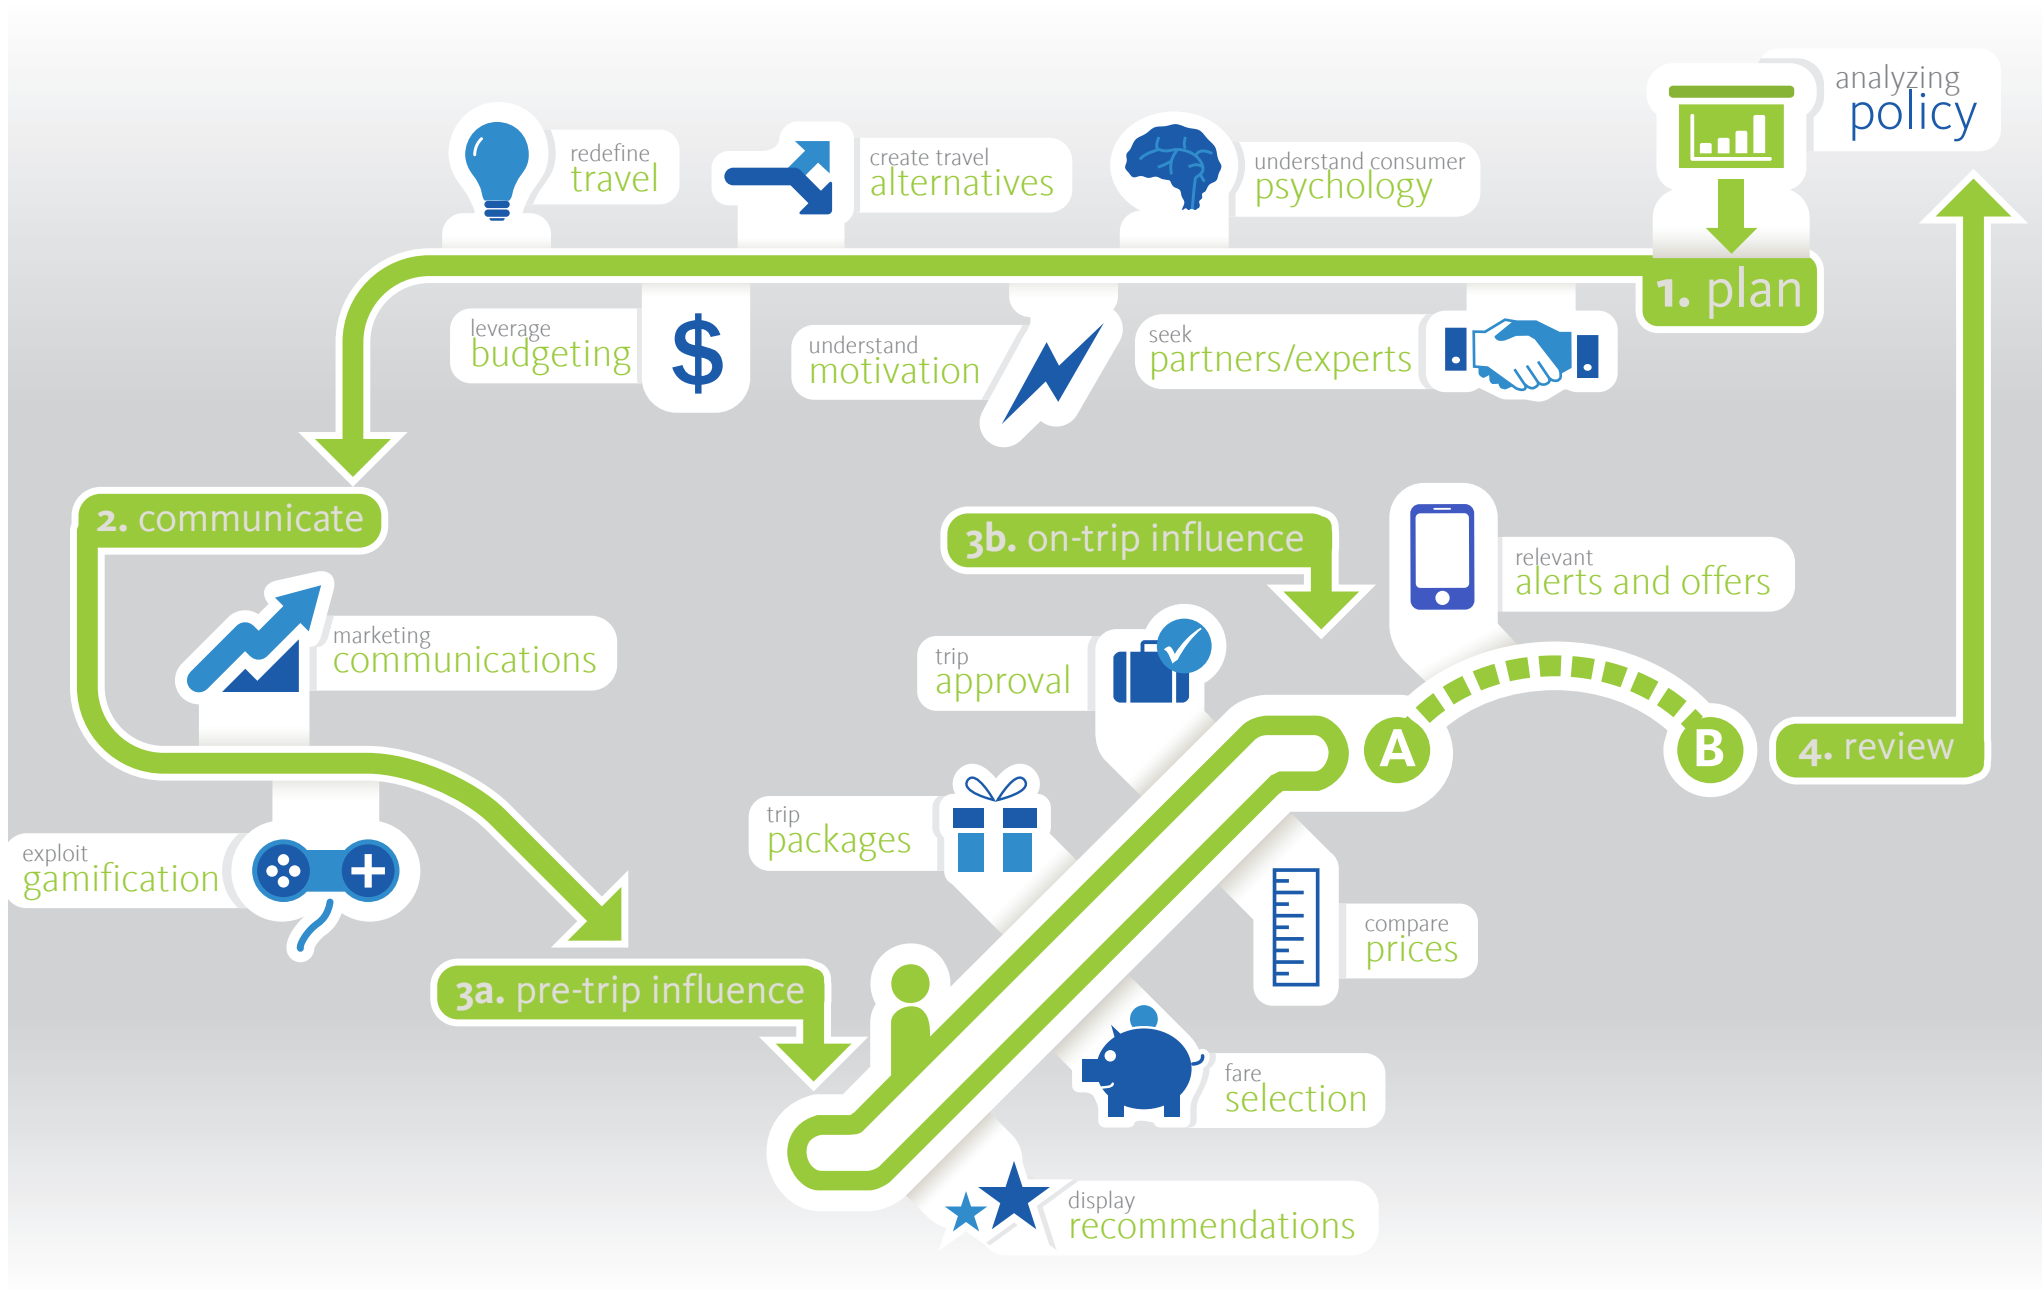 analyzing
policy
redefine
travel
create travel
alternatives
understand consumer
psychology
1. plan
leverage
budgeting
$
understand
motivation
seek
partners/experts
2. communicate
3b. on-trip influence
relevant
alerts and offers
marketing
communications
trip
approval
A
B
4. review
trip
packages
exploit
gamification
compare
prices
3a. pre-trip influence
fare
selection
display
recommendations